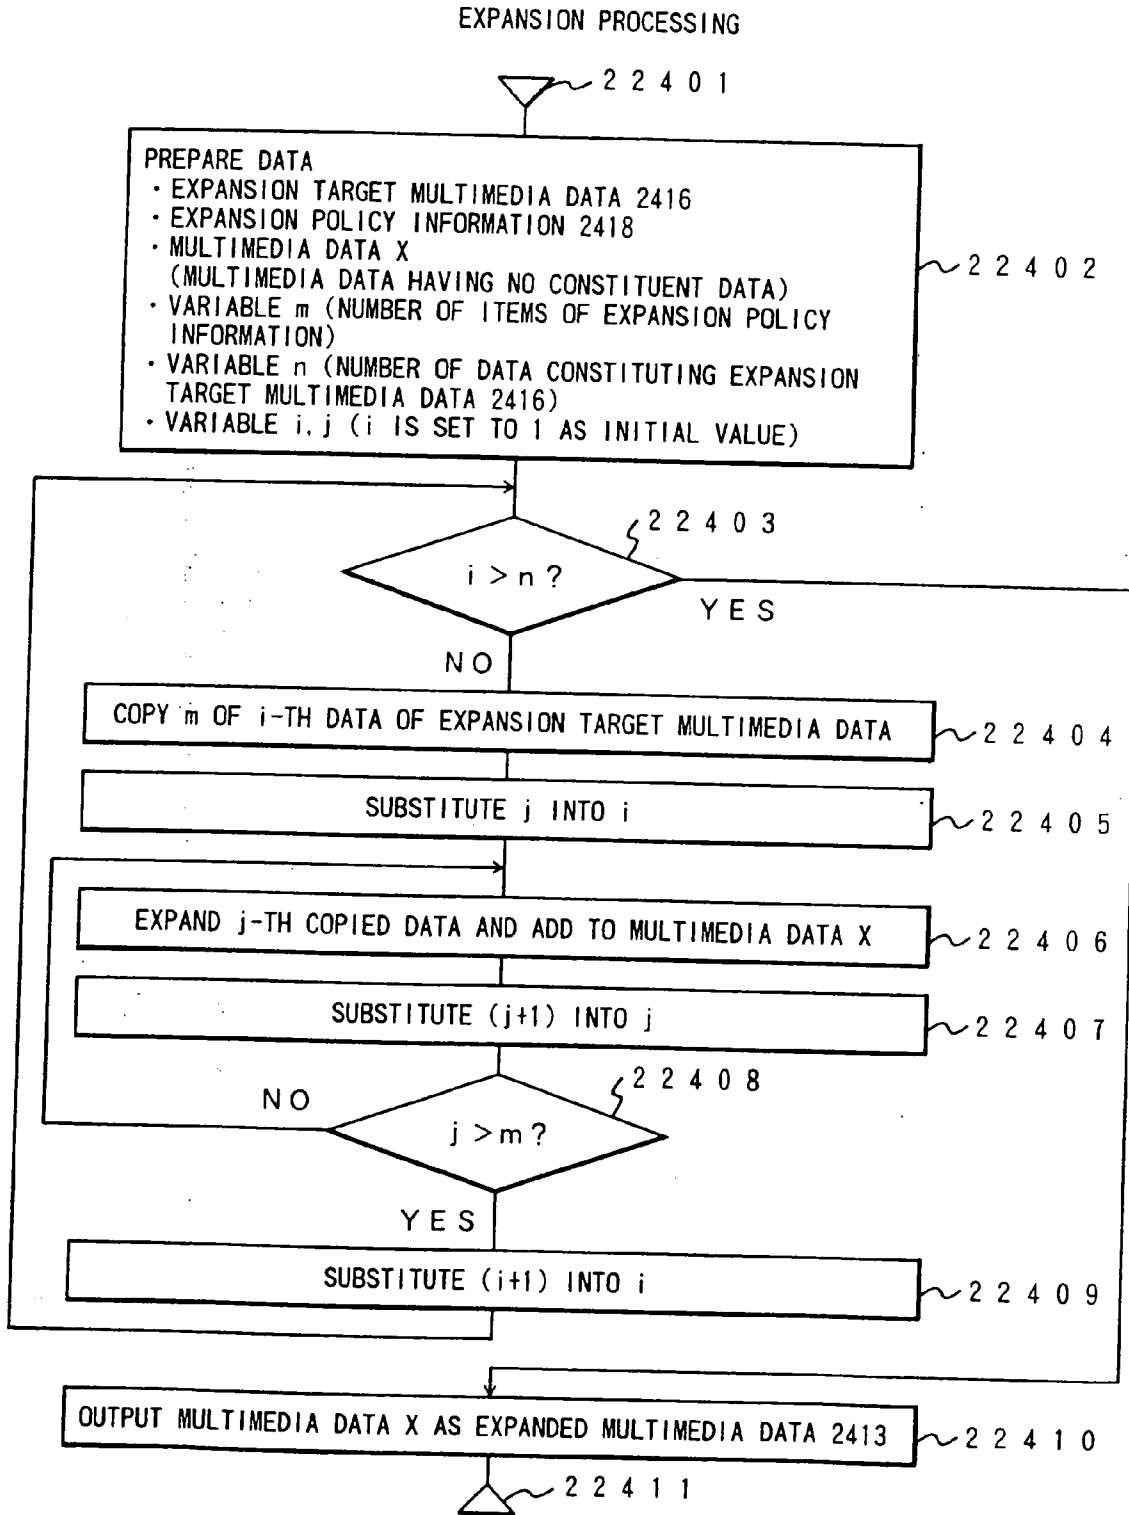 EXPANSION PROCESSING
22401
PREPARE DATA
・EXPANSION TARGET MULTIMEDIA DATA 2416
・EXPANSION POLICY INFORMATION 2418
・MULTIMEDIA DATA X
(MULTIMEDIA DATA HAVING NO CONSTITUENT DATA)
・VARIABLE m (NUMBER OF ITEMS OF EXPANSION POLICY
INFORMATION)
・VARIABLE n (NUMBER OF DATA CONSTITUTING EXPANSION
TARGET MULTIMEDIA DATA 2416)
・VARIABLE i, j (i IS SET TO 1 AS INITIAL VALUE)
22402
22403
i > n ?
YES
NO
COPY m OF i-TH DATA OF EXPANSION TARGET MULTIMEDIA DATA
22404
SUBSTITUTE j INTO i
22405
EXPAND j-TH COPIED DATA AND ADD TO MULTIMEDIA DATA X
22406
SUBSTITUTE (j+1) INTO j
22407
22408
NO
j > m ?
YES
SUBSTITUTE (i+1) INTO i
22409
OUTPUT MULTIMEDIA DATA X AS EXPANDED MULTIMEDIA DATA 2413
22410
22411